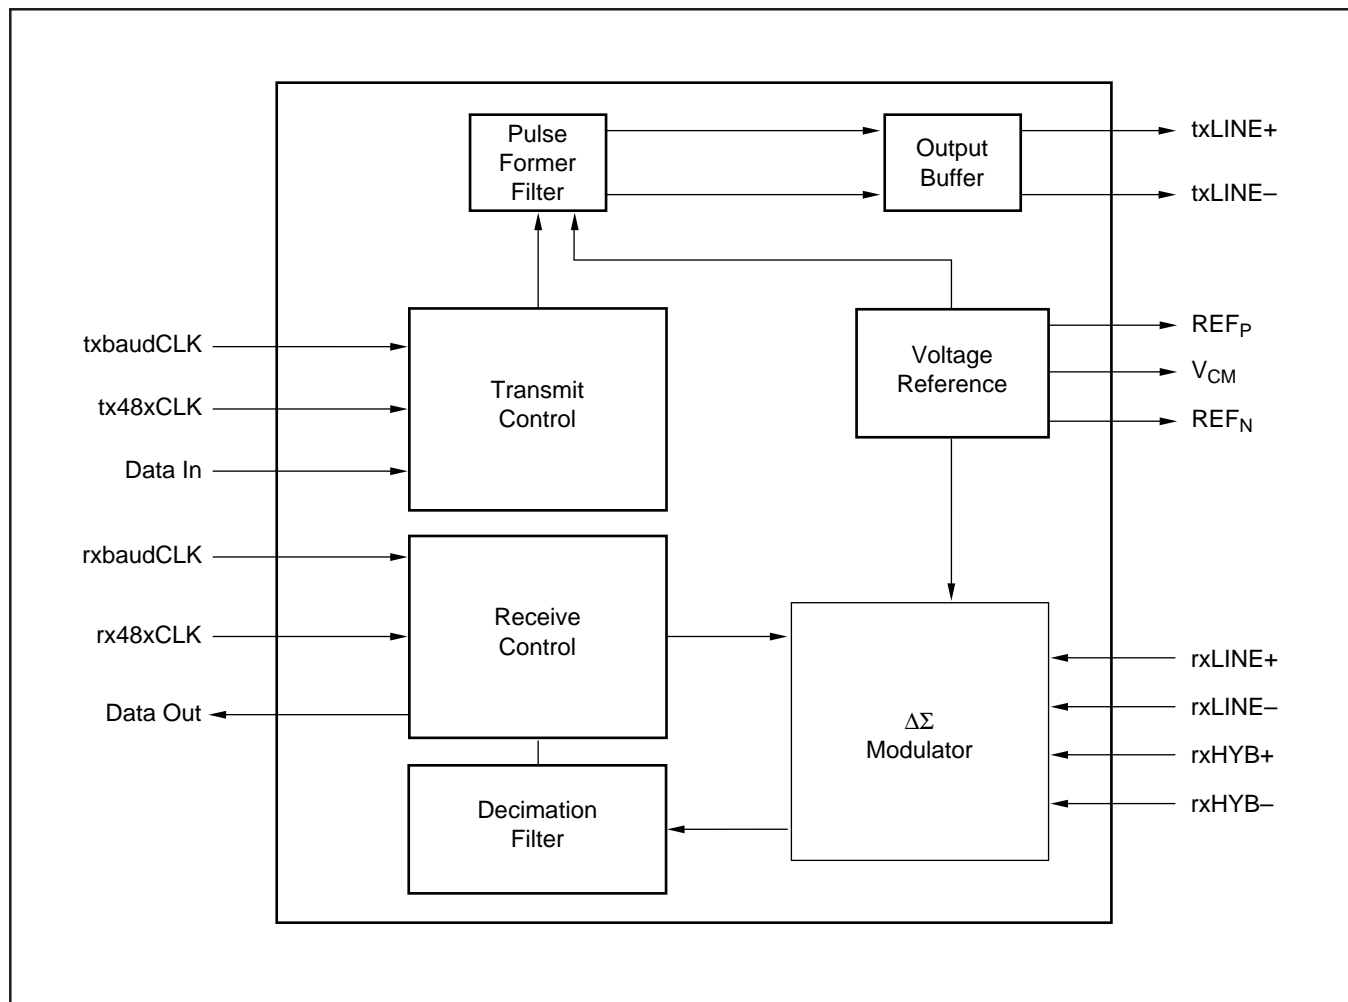 Pulse
Former
Filter
Output
Buffer
txLINE+
txLINE–
txbaudCLK
tx48xCLK
Data In
Transmit
Control
Voltage
Reference
REFP
VCM
REFN
rxbaudCLK
rx48xCLK
Data Out
Receive
Control
Decimation
Filter
ΔΣ
Modulator
rxLINE+
rxLINE–
rxHYB+
rxHYB–